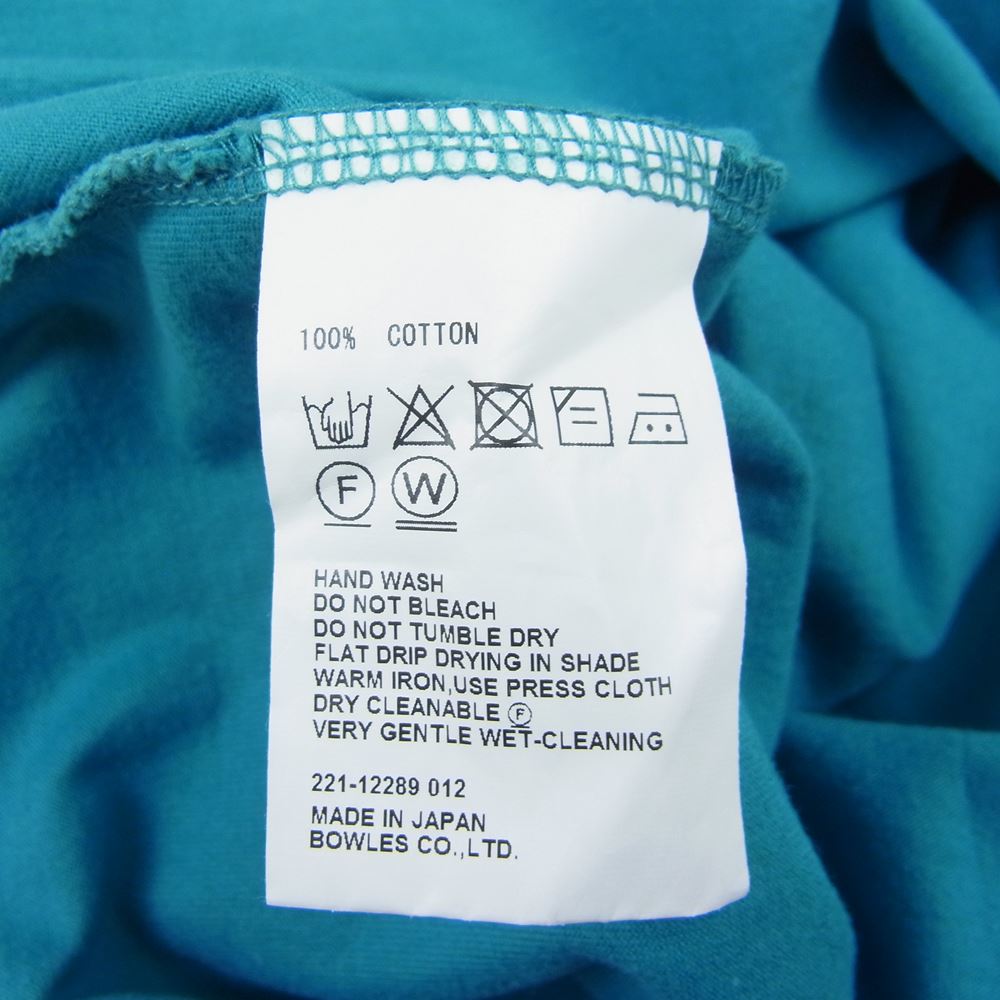 100% COTTON
F W
HAND WASH
DO NOT BLEACH
DO NOT TUMBLE DRY
FLAT DRIP DRYING IN SHADE
WARM IRON,USE PRESS CLOTH
DRY CLEANABLE Ⓕ
VERY GENTLE WET-CLEANING
221-12289 012
MADE IN JAPAN
BOWLES CO.,LTD.